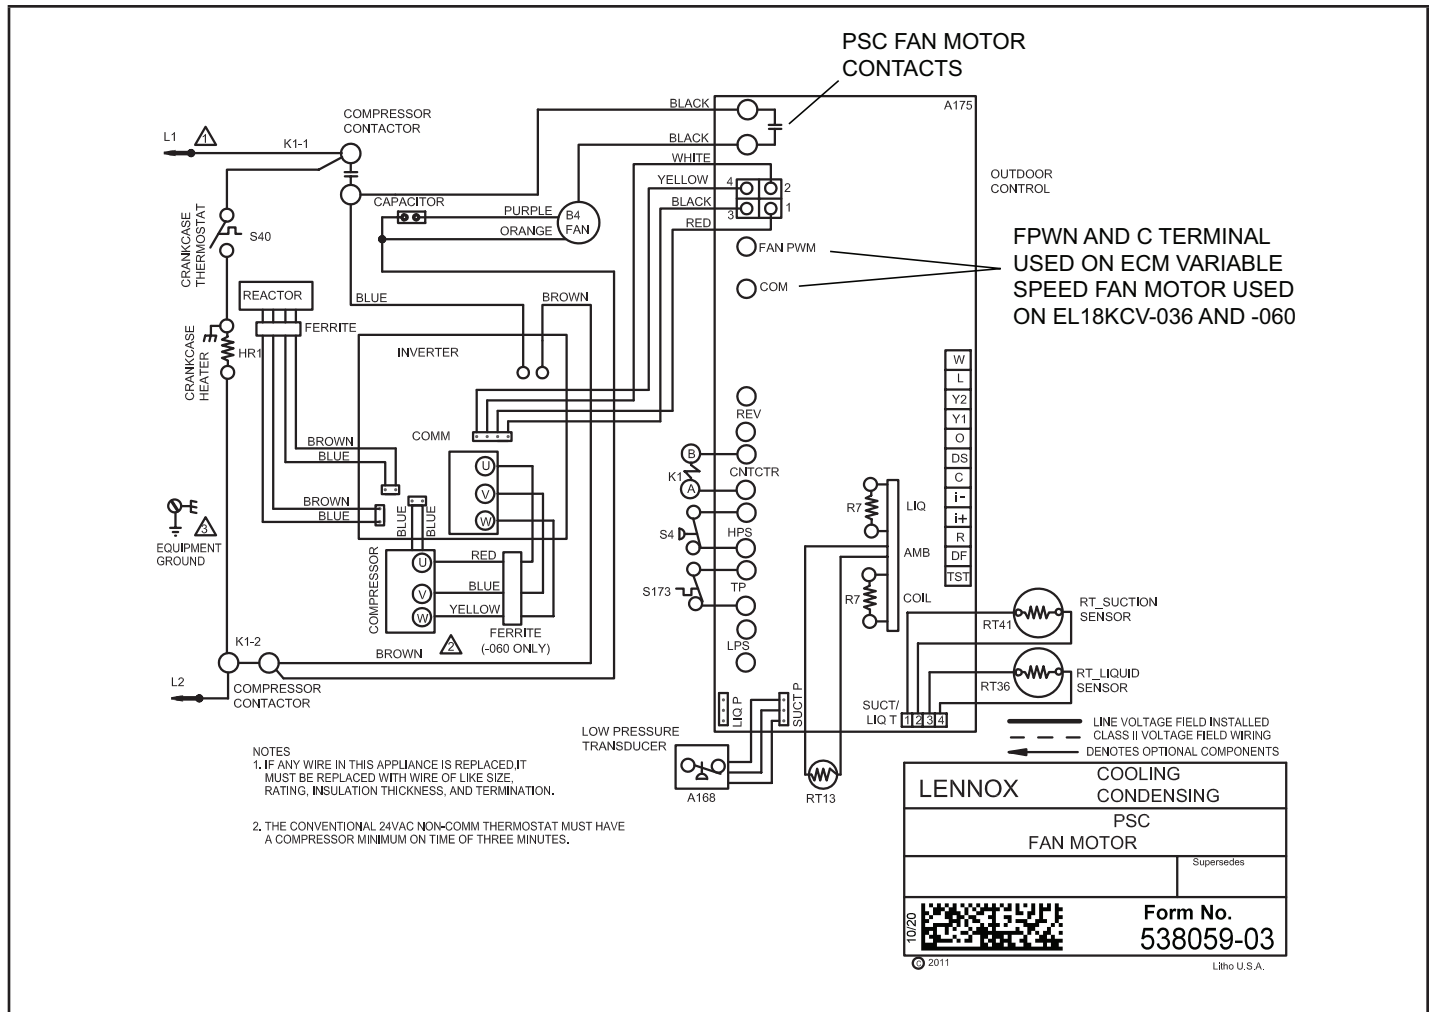 PSC FAN MOTOR
CONTACTS
A175
OUTDOOR
CONTROL
BLACK
BLACK
WHITE
YELLOW
BLACK
RED
4
2
3
1
FAN PWM
COM
FPWN AND C TERMINAL
USED ON ECM VARIABLE
SPEED FAN MOTOR USED
ON EL18KCV-036 AND -060
COMPRESSOR
CONTACTOR
L1
1
K1-1
CAPACITOR
PURPLE
ORANGE
B4
FAN
CRANKCASE
THERMOSTAT
S40
REACTOR
FERRITE
BLUE
BROWN
CRANKCASE
HEATER
HR1
INVERTER
COMM
BROWN
BLUE
BROWN
BLUE
BLUE
BLUE
U
V
W
EQUIPMENT
GROUND
3
COMPRESSOR
U
V
W
RED
BLUE
YELLOW
2
FERRITE
(-060 ONLY)
K1-2
BROWN
L2
COMPRESSOR
CONTACTOR
REV
B
K1
A
CNTCTR
S4
HPS
S173
TP
LPS
R7
LIQ
AMB
R7
COIL
W
L
Y2
Y1
O
DS
C
i-
i+
R
DF
TST
RT41
RT_SUCTION
SENSOR
RT36
RT_LIQUID
SENSOR
LIQ P
SUCT P
SUCT/
LIQ T
1 2 3 4
LOW PRESSURE
TRANSDUCER
A168
RT13
LINE VOLTAGE FIELD INSTALLED
CLASS II VOLTAGE FIELD WIRING
DENOTES OPTIONAL COMPONENTS
NOTES
1. IF ANY WIRE IN THIS APPLIANCE IS REPLACED,IT
MUST BE REPLACED WITH WIRE OF LIKE SIZE,
RATING, INSULATION THICKNESS, AND TERMINATION.
2. THE CONVENTIONAL 24VAC NON-COMM THERMOSTAT MUST HAVE
A COMPRESSOR MINIMUM ON TIME OF THREE MINUTES.
LENNOX
COOLING
CONDENSING
PSC
FAN MOTOR
Supersedes
10/20
Form No.
538059-03
© 2011
Litho U.S.A.